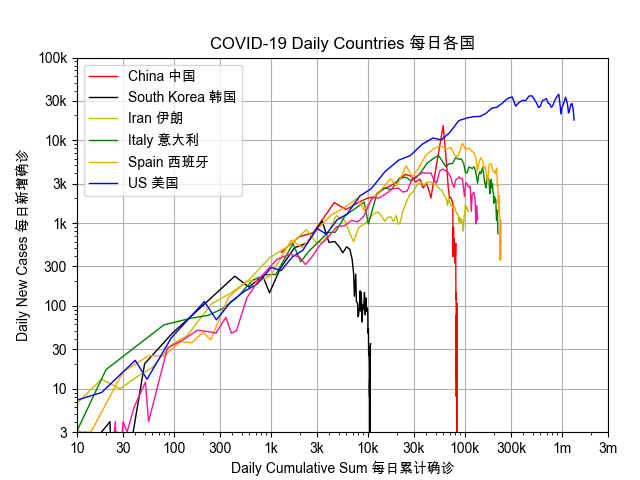 COVID-19 Daily Countries 每日各国
100k
30k
10k
3k
1k
300
100
30
10
3
Daily New Cases 每日新增确诊
China 中国
South Korea 韩国
Iran 伊朗
Italy 意大利
Spain 西班牙
US 美国
10 30 100 300 1k 3k 10k 30k 100k 300k 1m 3m
Daily Cumulative Sum 每日累计确诊